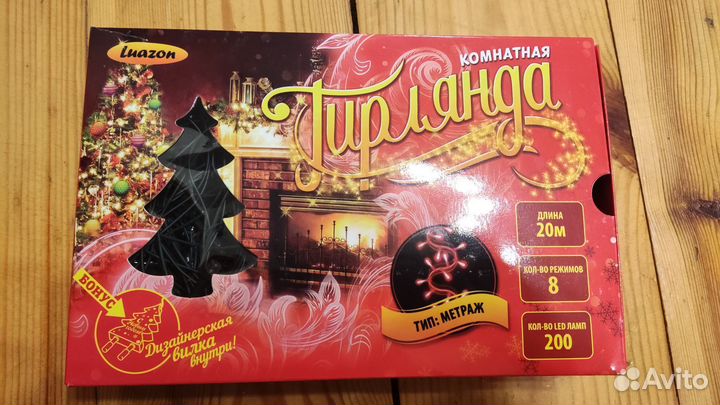 luazon
КОМНАТНАЯ
Гирлянда
ДЛИНА
20м
КОЛ-ВО РЕЖИМОВ
8
КОЛ-ВО LED ЛАМП
200
ТИП: МЕТРАЖ
БОНУС
Дизайнерская
вилка
внутри!
Avito